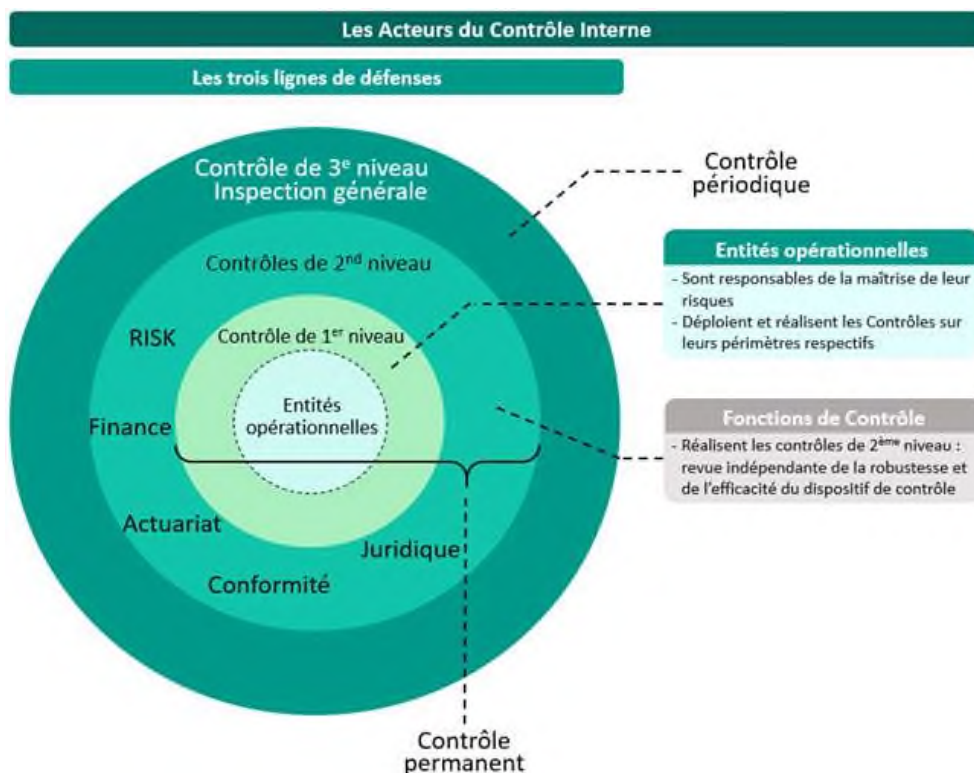 Les Acteurs du Contrôle Interne
Les trois lignes de défenses
Contrôle de 3e niveau
Inspection générale
Contrôle
périodique
Contrôles de 2nd niveau
RISK
Contrôle de 1er niveau
Entités
opérationnelles
Finance
Actuariat
Juridique
Conformité
Entités opérationnelles
- Sont responsables de la maîtrise de leur
risques
- Déploient et réalisent les Contrôles sur
leurs périmètres respectifs
Fonctions de Contrôle
- Réalisent les contrôles de 2ème niveau :
revue indépendante de la robustesse et
de l'efficacité du dispositif de contrôle
Contrôle
permanent